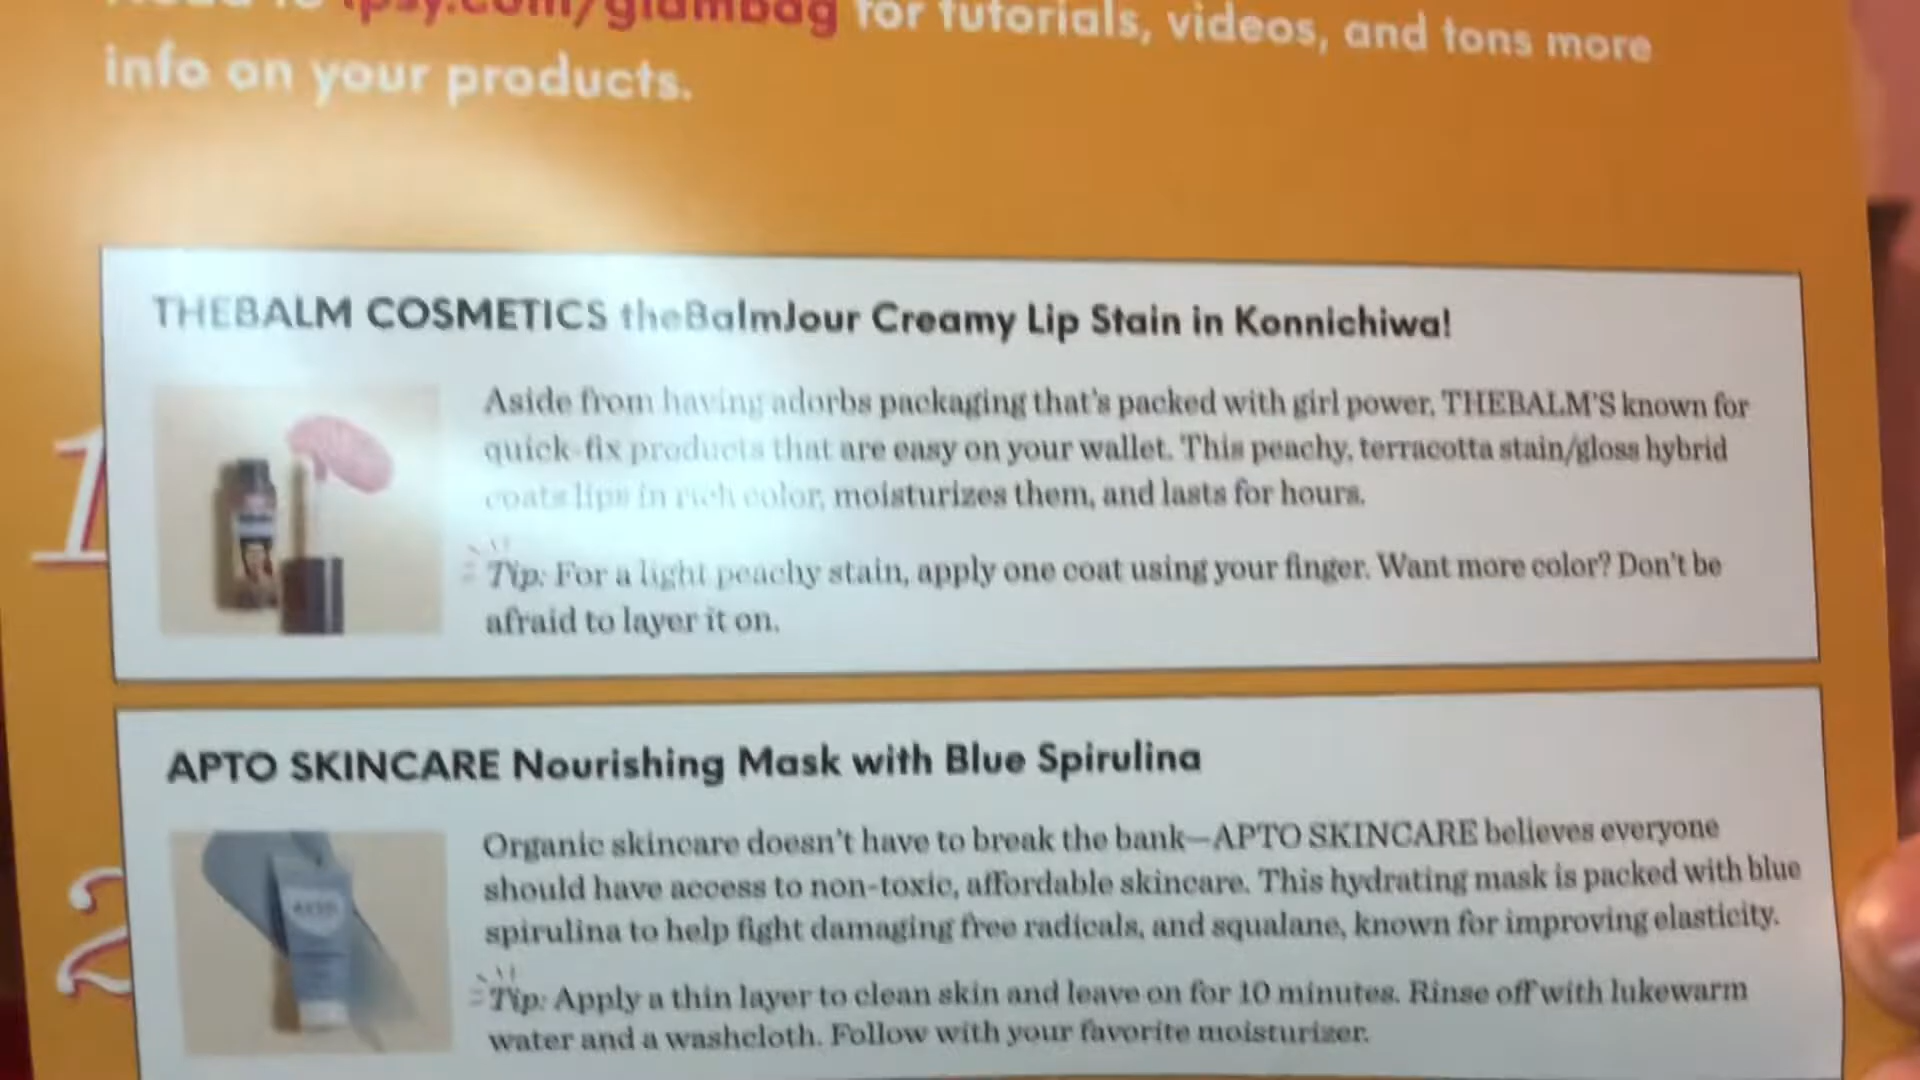 ipsy.com/glambag for tutorials, videos, and tons more
info on your products.
THEBALM COSMETICS theBalmJour Creamy Lip Stain in Konnichiwa!
1
Aside from having adorbs packaging that's packed with girl power, THEBALM'S known for
quick-fix products that are easy on your wallet. This peachy, terracotta stain/gloss hybrid
coats lips in rich color, moisturizes them, and lasts for hours.
Tip: For a light peachy stain, apply one coat using your finger. Want more color? Don't be
afraid to layer it on.
APTO SKINCARE Nourishing Mask with Blue Spirulina
2
Organic skincare doesn't have to break the bank—APTO SKINCARE believes everyone
should have access to non-toxic, affordable skincare. This hydrating mask is packed with blue
spirulina to help fight damaging free radicals, and squalane, known for improving elasticity.
Tip: Apply a thin layer to clean skin and leave on for 10 minutes. Rinse off with lukewarm
water and a washcloth. Follow with your favorite moisturizer.